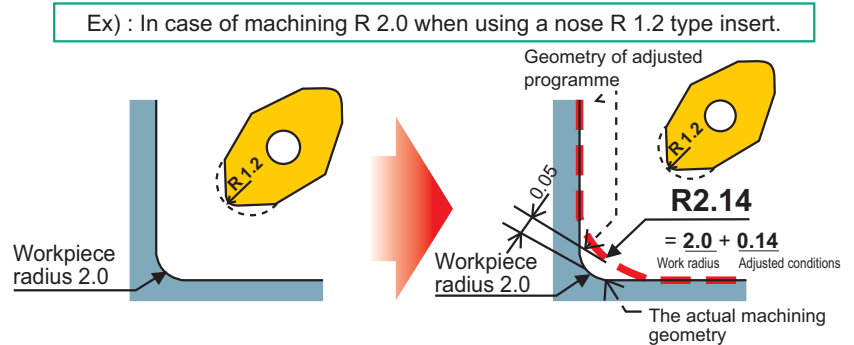 Ex) : In case of machining R 2.0 when using a nose R 1.2 type insert.
R1.2
Workpiece
radius 2.0
Geometry of adjusted
programme
R1.2
0.05
R2.14
= 2.0 + 0.14
Work radius Adjusted conditions
Workpiece
radius 2.0
The actual machining
geometry